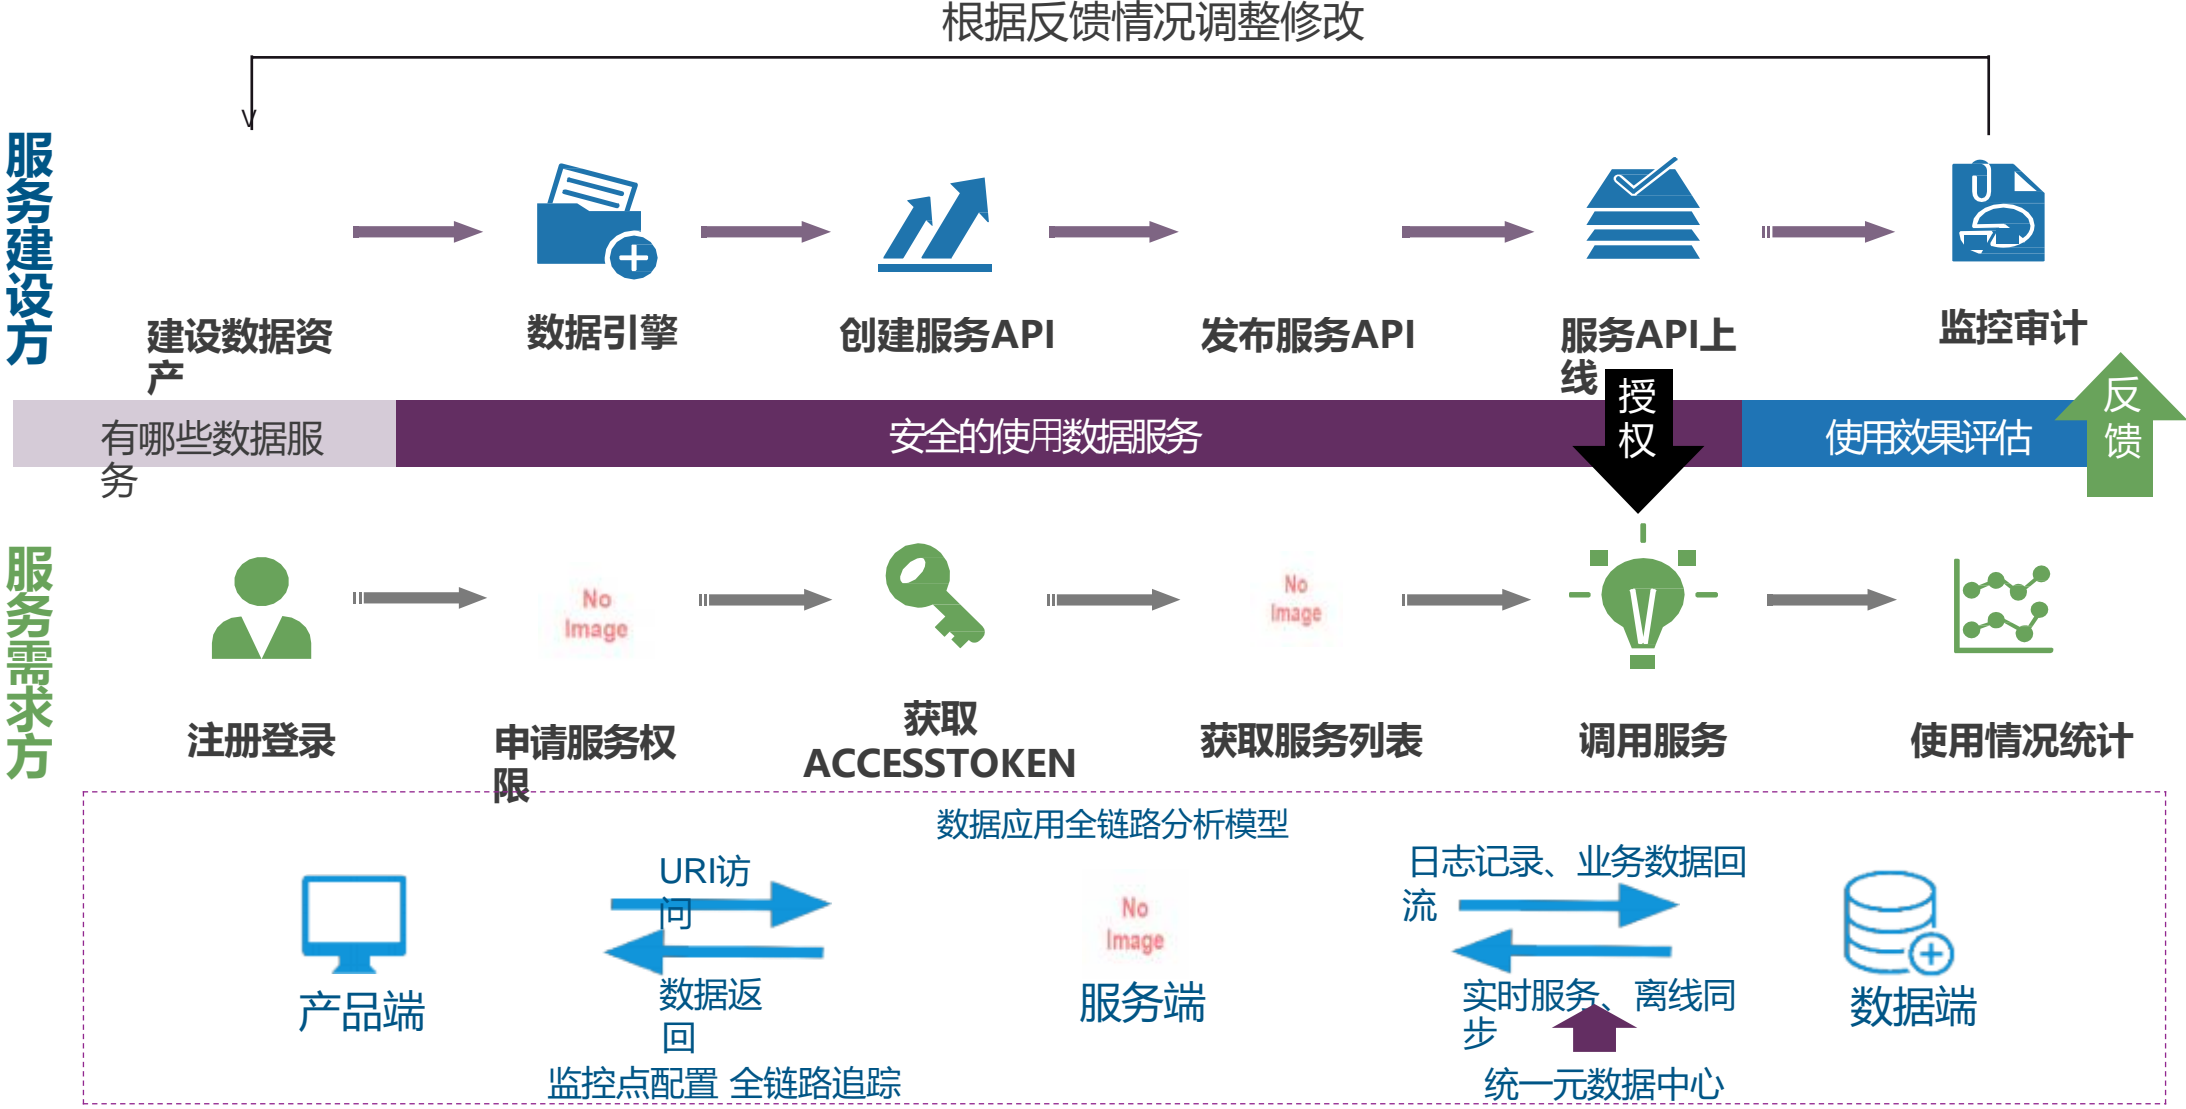 根据反馈情况调整修改
服务建设方
建设数据资
产
数据引擎
创建服务API
发布服务API
服务API上
线
监控审计
有哪些数据服
务
安全的使用数据服务
授
权
使用效果评估
反
馈
服务需求方
No
Image
No
Image
注册登录
申请服务权
限
获取
ACCESSTOKEN
获取服务列表
调用服务
使用情况统计
数据应用全链路分析模型
URI访
问
日志记录、业务数据回
流
No
Image
产品端
数据返
回
服务端
实时服务、离线同
步
数据端
监控点配置 全链路追踪
统一元数据中心